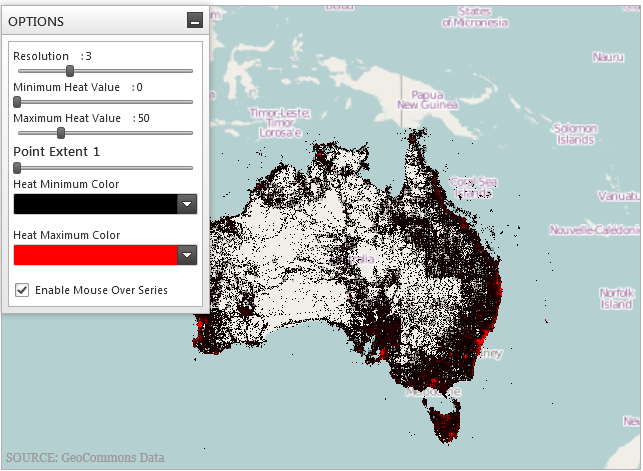 OPTIONS
Resolution : 3
Minimum Heat Value : 0
Maximum Heat Value : 50
Point Extent 1
Heat Minimum Color
Heat Maximum Color
Enable Mouse Over Series
States
of Micronesia
Nauru
Papua
New Guinea
Timor-Leste;
Timor
Lorosa'e
Solomon
Islands
Coral Sea
Islands
Vanuatu
Nouvelle-Calédonie
Norfolk
Island
SOURCE: GeoCommons Data